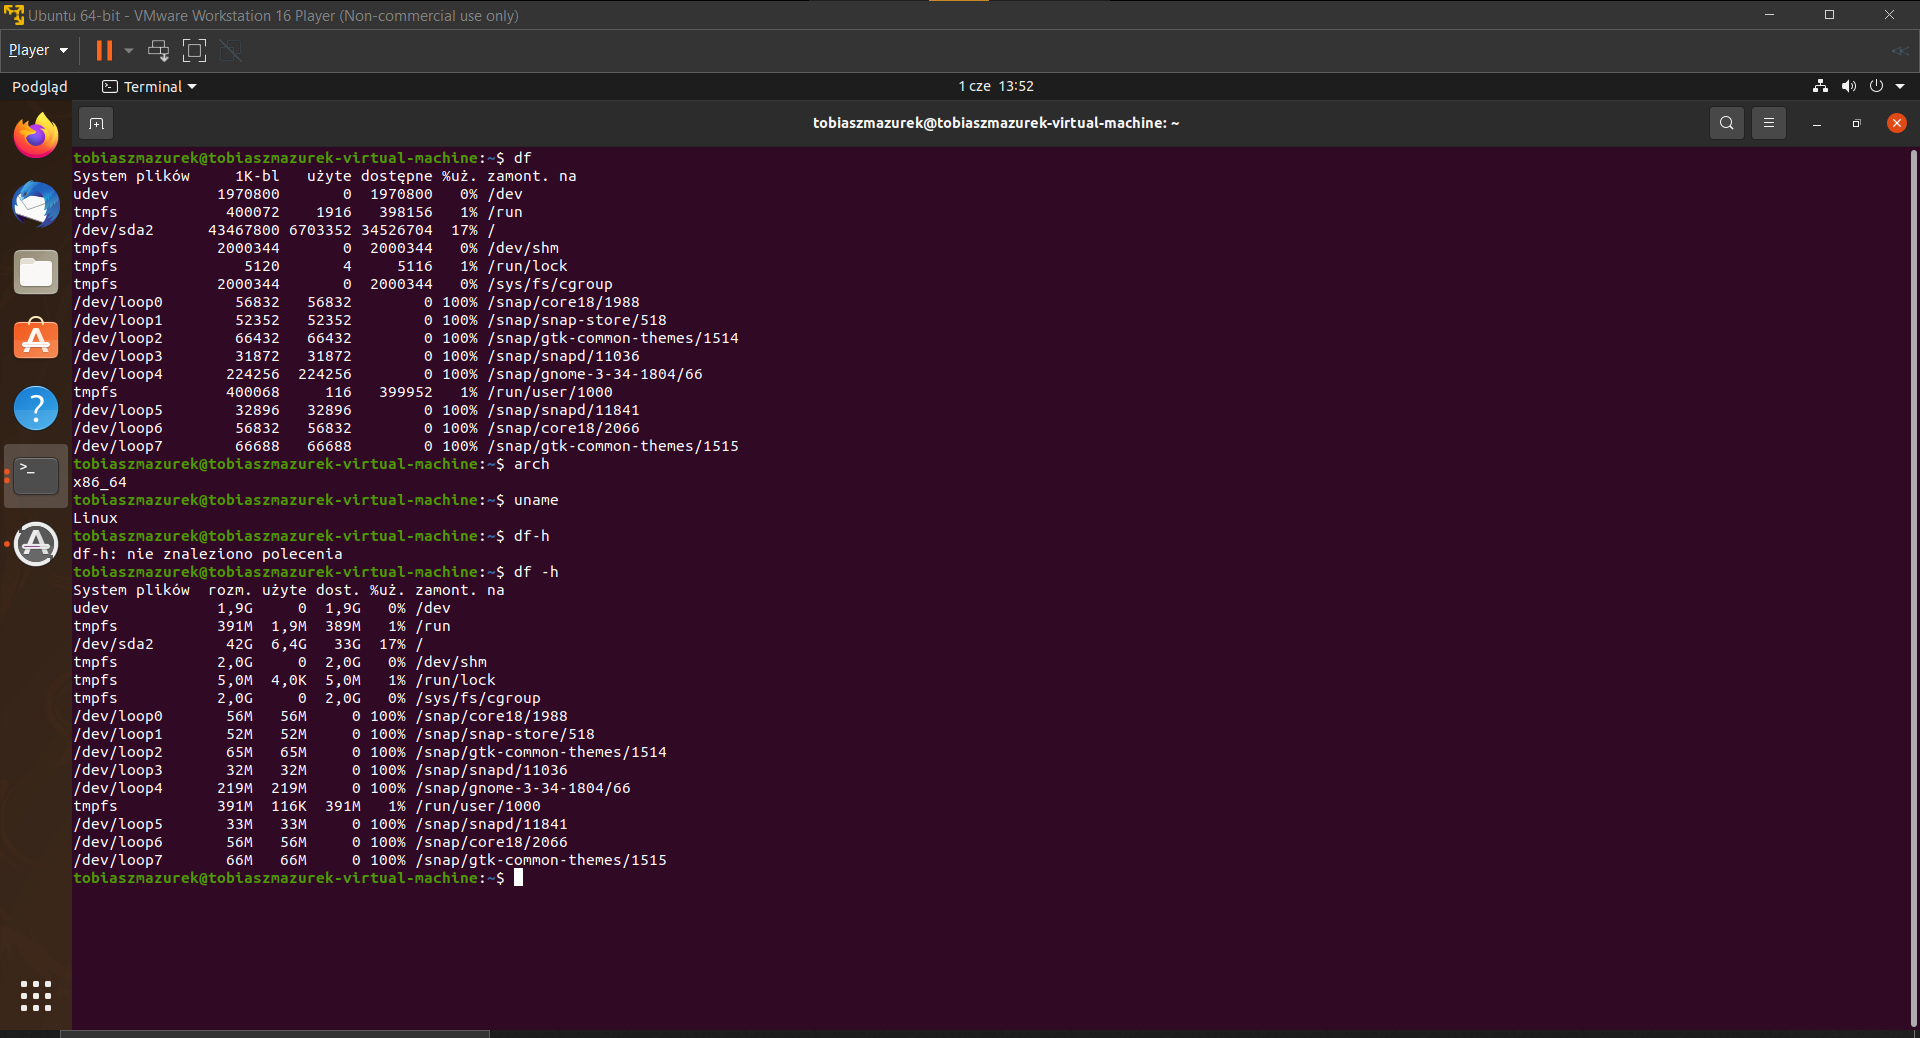 Ubuntu 64-bit - VMware Workstation 16 Player (Non-commercial use only)
Player
Podgląd Terminal 1 cze 13:52
tobiaszmazurek@tobiaszmazurek-virtual-machine: ~
tobiaszmazurek@tobiaszmazurek-virtual-machine:~$ df
System plików 1K-bl użyte dostępne %uż. zamont. na
udev 1970800 0 1970800 0% /dev
tmpfs 400072 1916 398156 1% /run
/dev/sda2 43467800 6703352 34526704 17% /
tmpfs 2000344 0 2000344 0% /dev/shm
tmpfs 5120 4 5116 1% /run/lock
tmpfs 2000344 0 2000344 0% /sys/fs/cgroup
/dev/loop0 56832 56832 0 100% /snap/core18/1988
/dev/loop1 52352 52352 0 100% /snap/snap-store/518
/dev/loop2 66432 66432 0 100% /snap/gtk-common-themes/1514
/dev/loop3 31872 31872 0 100% /snap/snapd/11036
/dev/loop4 224256 224256 0 100% /snap/gnome-3-34-1804/66
tmpfs 400068 116 399952 1% /run/user/1000
/dev/loop5 32896 32896 0 100% /snap/snapd/11841
/dev/loop6 56832 56832 0 100% /snap/core18/2066
/dev/loop7 66688 66688 0 100% /snap/gtk-common-themes/1515
tobiaszmazurek@tobiaszmazurek-virtual-machine:~$ arch
x86_64
tobiaszmazurek@tobiaszmazurek-virtual-machine:~$ uname
Linux
tobiaszmazurek@tobiaszmazurek-virtual-machine:~$ df-h
df-h: nie znaleziono polecenia
tobiaszmazurek@tobiaszmazurek-virtual-machine:~$ df -h
System plików rozm. użyte dost. %uż. zamont. na
udev 1,9G 0 1,9G 0% /dev
tmpfs 391M 1,9M 389M 1% /run
/dev/sda2 42G 6,4G 33G 17% /
tmpfs 2,0G 0 2,0G 0% /dev/shm
tmpfs 5,0M 4,0K 5,0M 1% /run/lock
tmpfs 2,0G 0 2,0G 0% /sys/fs/cgroup
/dev/loop0 56M 56M 0 100% /snap/core18/1988
/dev/loop1 52M 52M 0 100% /snap/snap-store/518
/dev/loop2 65M 65M 0 100% /snap/gtk-common-themes/1514
/dev/loop3 32M 32M 0 100% /snap/snapd/11036
/dev/loop4 219M 219M 0 100% /snap/gnome-3-34-1804/66
tmpfs 391M 116K 391M 1% /run/user/1000
/dev/loop5 33M 33M 0 100% /snap/snapd/11841
/dev/loop6 56M 56M 0 100% /snap/core18/2066
/dev/loop7 66M 66M 0 100% /snap/gtk-common-themes/1515
tobiaszmazurek@tobiaszmazurek-virtual-machine:~$